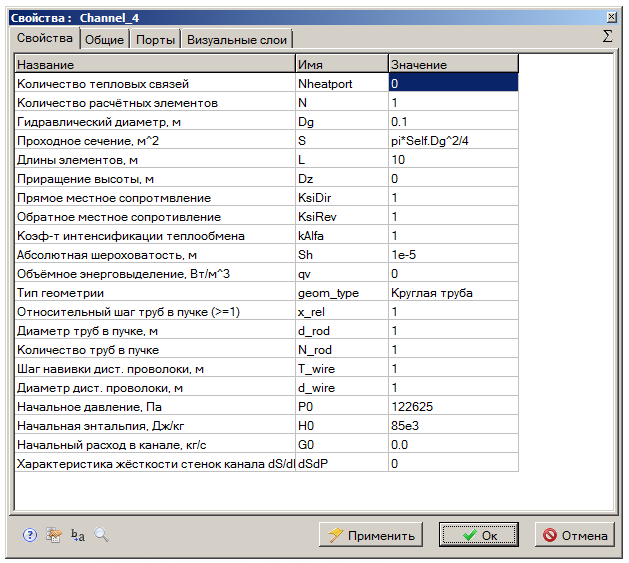 Свойства :   Channel_4
Свойства Общие Порты Визуальные слои Σ
Название Имя Значение
Количество тепловых связей Nheatport 0
Количество расчётных элементов N 1
Гидравлический диаметр, м Dg 0.1
Проходное сечение, м^2 S pi*Self.Dg^2/4
Длины элементов, м L 10
Приращение высоты, м Dz 0
Прямое местное сопротмвление KsiDir 1
Обратное местное сопротивление KsiRev 1
Коэф-т интенсификации теплообмена kAlfa 1
Абсолютная шероховатость, м Sh 1e-5
Объёмное энерговыделение, Вт/м^3 qv 0
Тип геометрии geom_type Круглая труба
Относительный шаг труб в пучке (>=1) x_rel 1
Диаметр труб в пучке, м d_rod 1
Количество труб в пучке N_rod 1
Шаг навивки дист. проволоки, м T_wire 1
Диаметр дист. проволоки, м d_wire 1
Начальное давление, Па P0 122625
Начальная энтальпия, Дж/кг H0 85e3
Начальный расход в канале, кг/с G0 0.0
Характеристика жёсткости стенок канала dS/dl dSdP 0
? b a Применить Ок Отмена